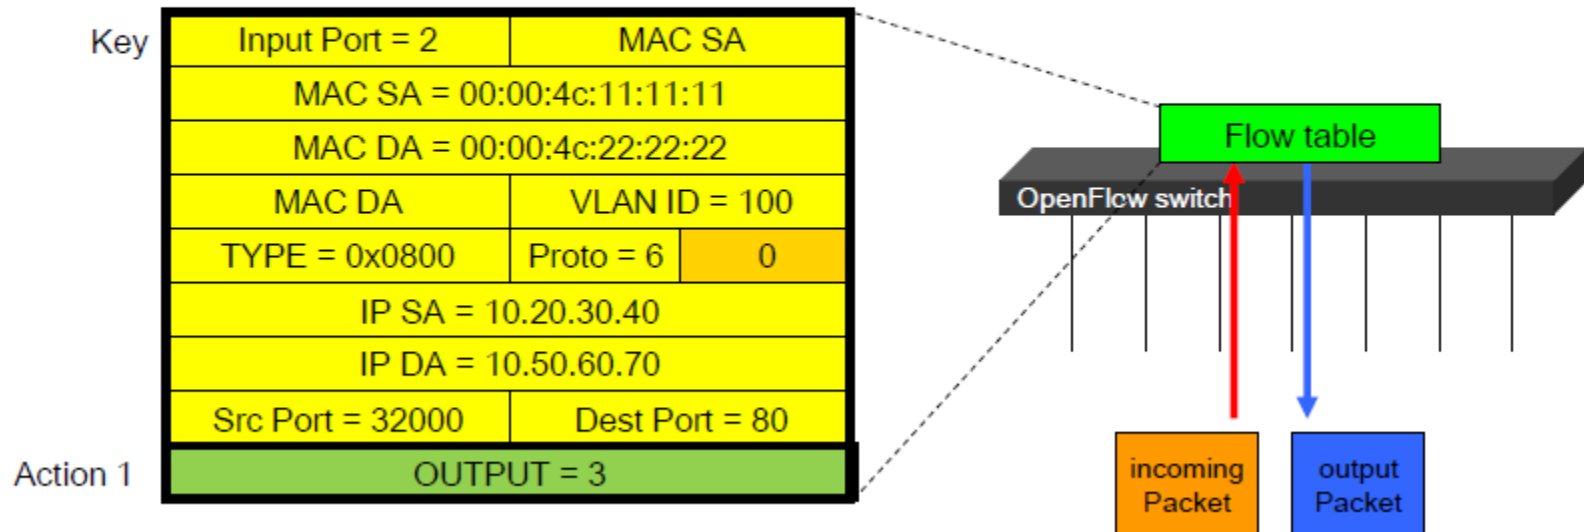 Key
Input Port = 2
MAC SA
MAC SA = 00:00:4c:11:11:11
MAC DA = 00:00:4c:22:22:22
MAC DA
VLAN ID = 100
TYPE = 0x0800
Proto = 6
0
IP SA = 10.20.30.40
IP DA = 10.50.60.70
Src Port = 32000
Dest Port = 80
Action 1
OUTPUT = 3
Flow table
OpenFlow switch
incoming
Packet
output
Packet